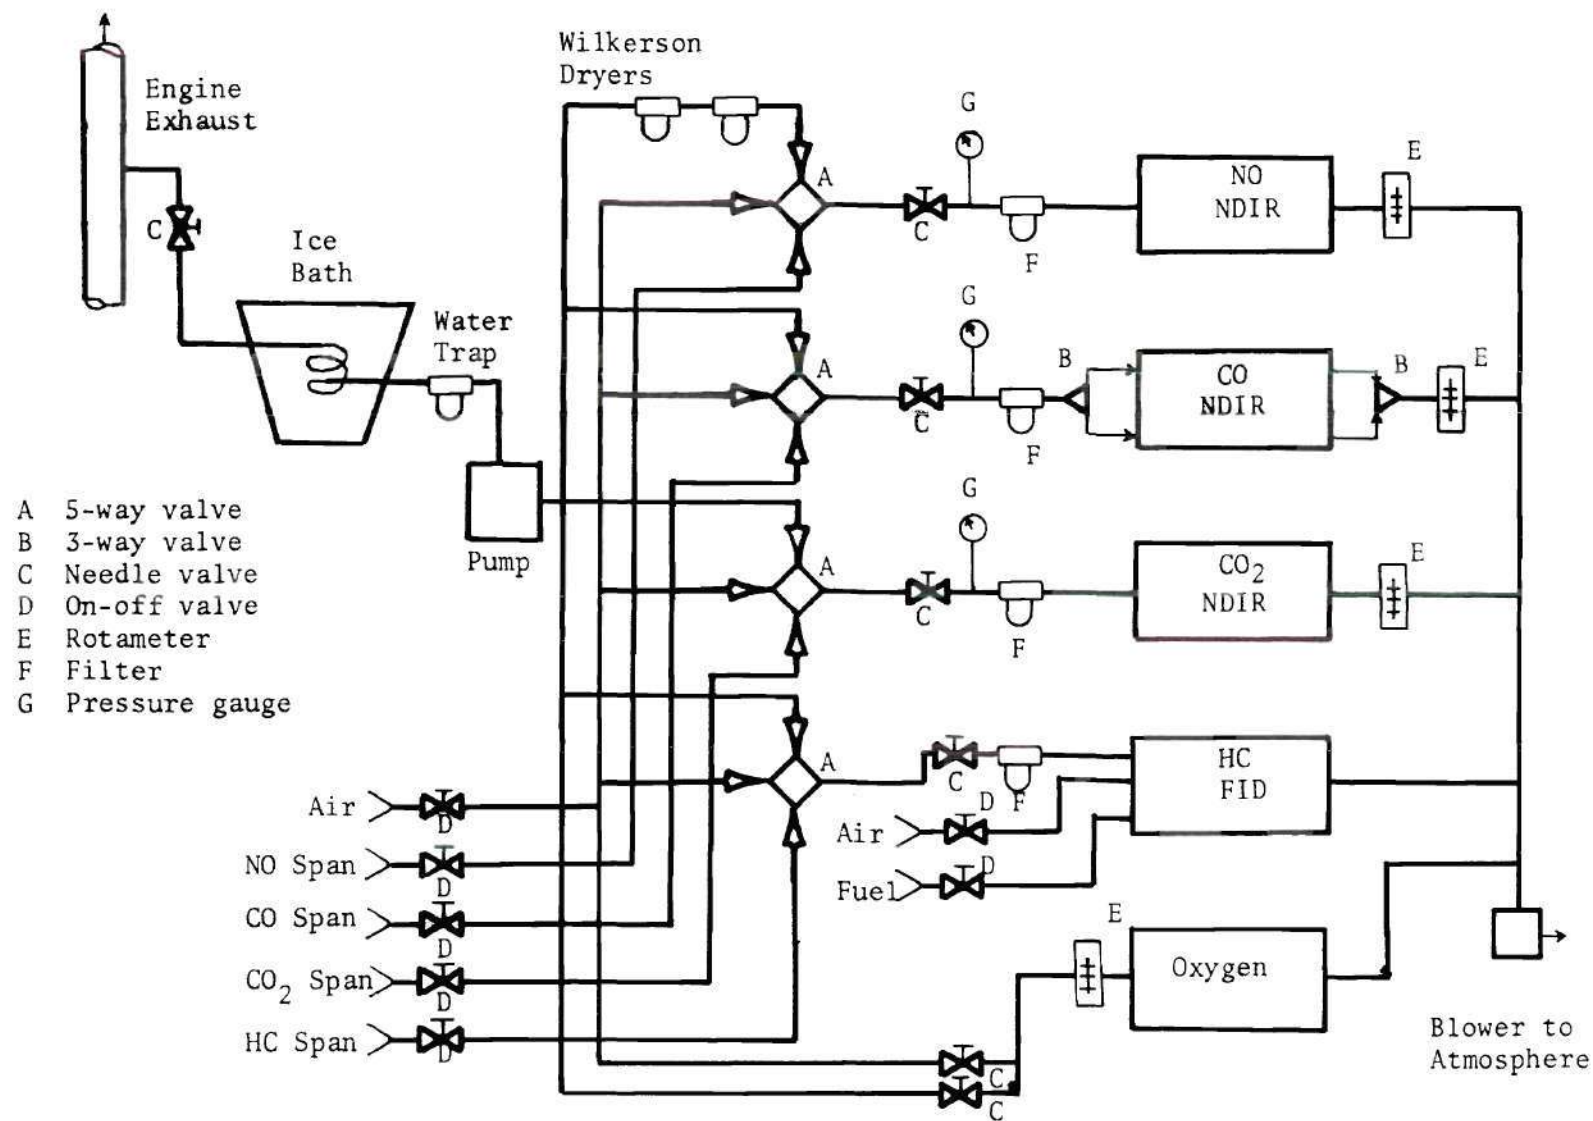 Wilkerson
Dryers
Engine
Exhaust
C
Ice
Bath
Water
Trap
Pump
A 5-way valve
B 3-way valve
C Needle valve
D On-off valve
E Rotameter
F Filter
G Pressure gauge
A
C
G
F
NO
NDIR
E
A
C
G
F
B
CO
NDIR
B
E
A
C
G
F
CO2
NDIR
E
A
C
F
HC
FID
Air
D
Fuel
D
Air
D
NO Span
D
CO Span
D
CO2 Span
D
HC Span
D
C
C
E
Oxygen
Blower to
Atmosphere